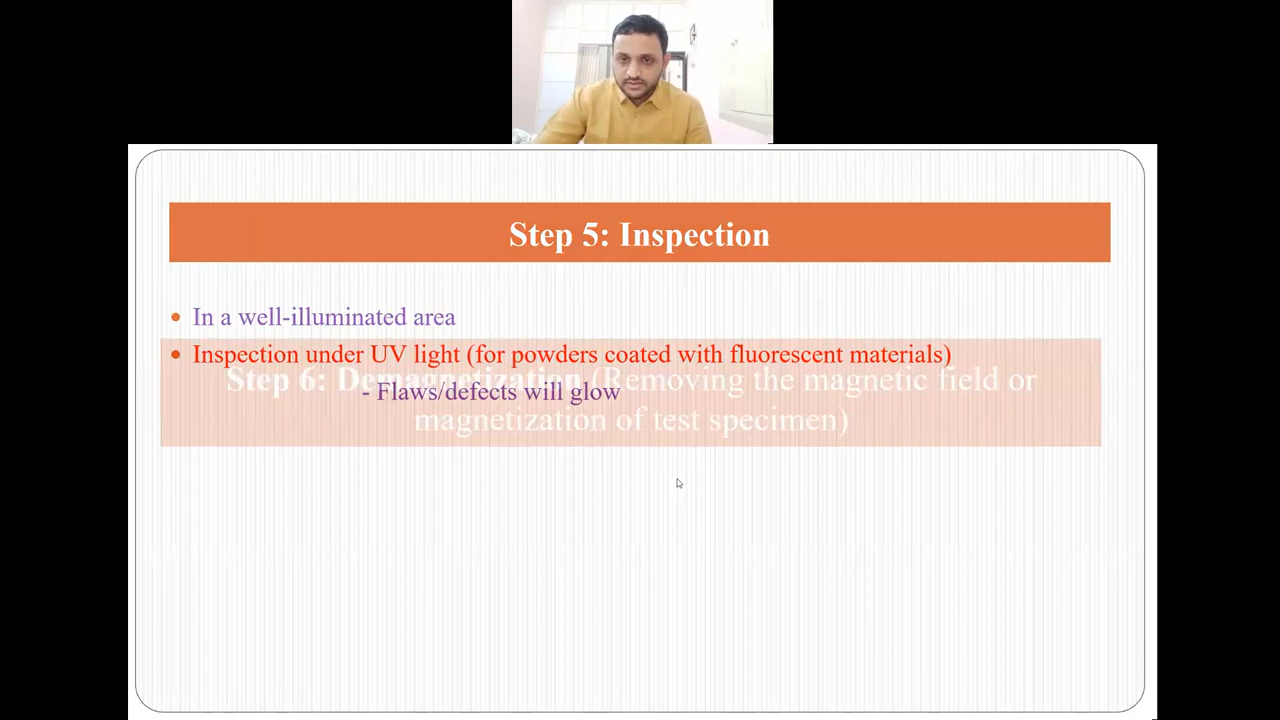 Step 5: Inspection
In a well-illuminated area
Inspection under UV light (for powders coated with fluorescent materials)
Step 6: Demagnetization (Removing the magnetic field or
- Flaws/defects will glow
magnetization of test specimen)